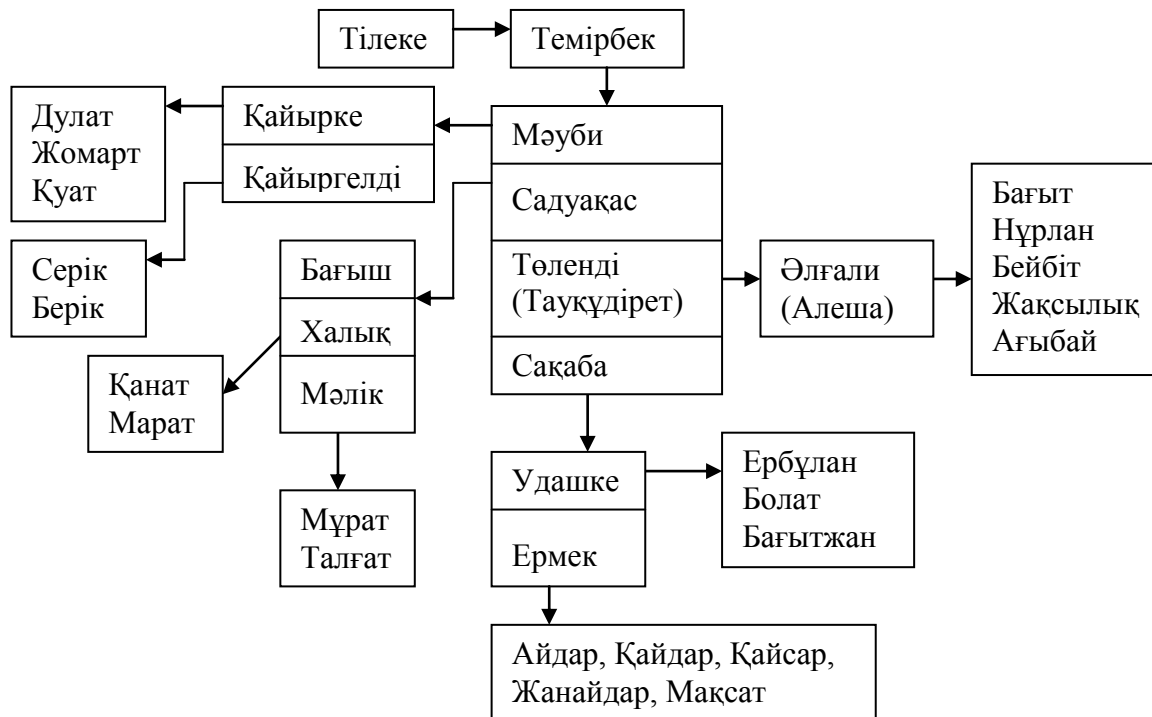 Тілеке
Темірбек
Дулат
Жомарт
Қуат
Қайырке
Қайыргелді
Мәуби
Садуақас
Төленді
(Тауқұдірет)
Сақаба
Серік
Берік
Бағыш
Халық
Мәлік
Әлғали
(Алеша)
Бағыт
Нұрлан
Бейбіт
Жақсылық
Ағыбай
Қанат
Марат
Мұрат
Талғат
Удашке
Ермек
Ербұлан
Болат
Бағытжан
Айдар, Қайдар, Қайсар,
Жанайдар, Мақсат